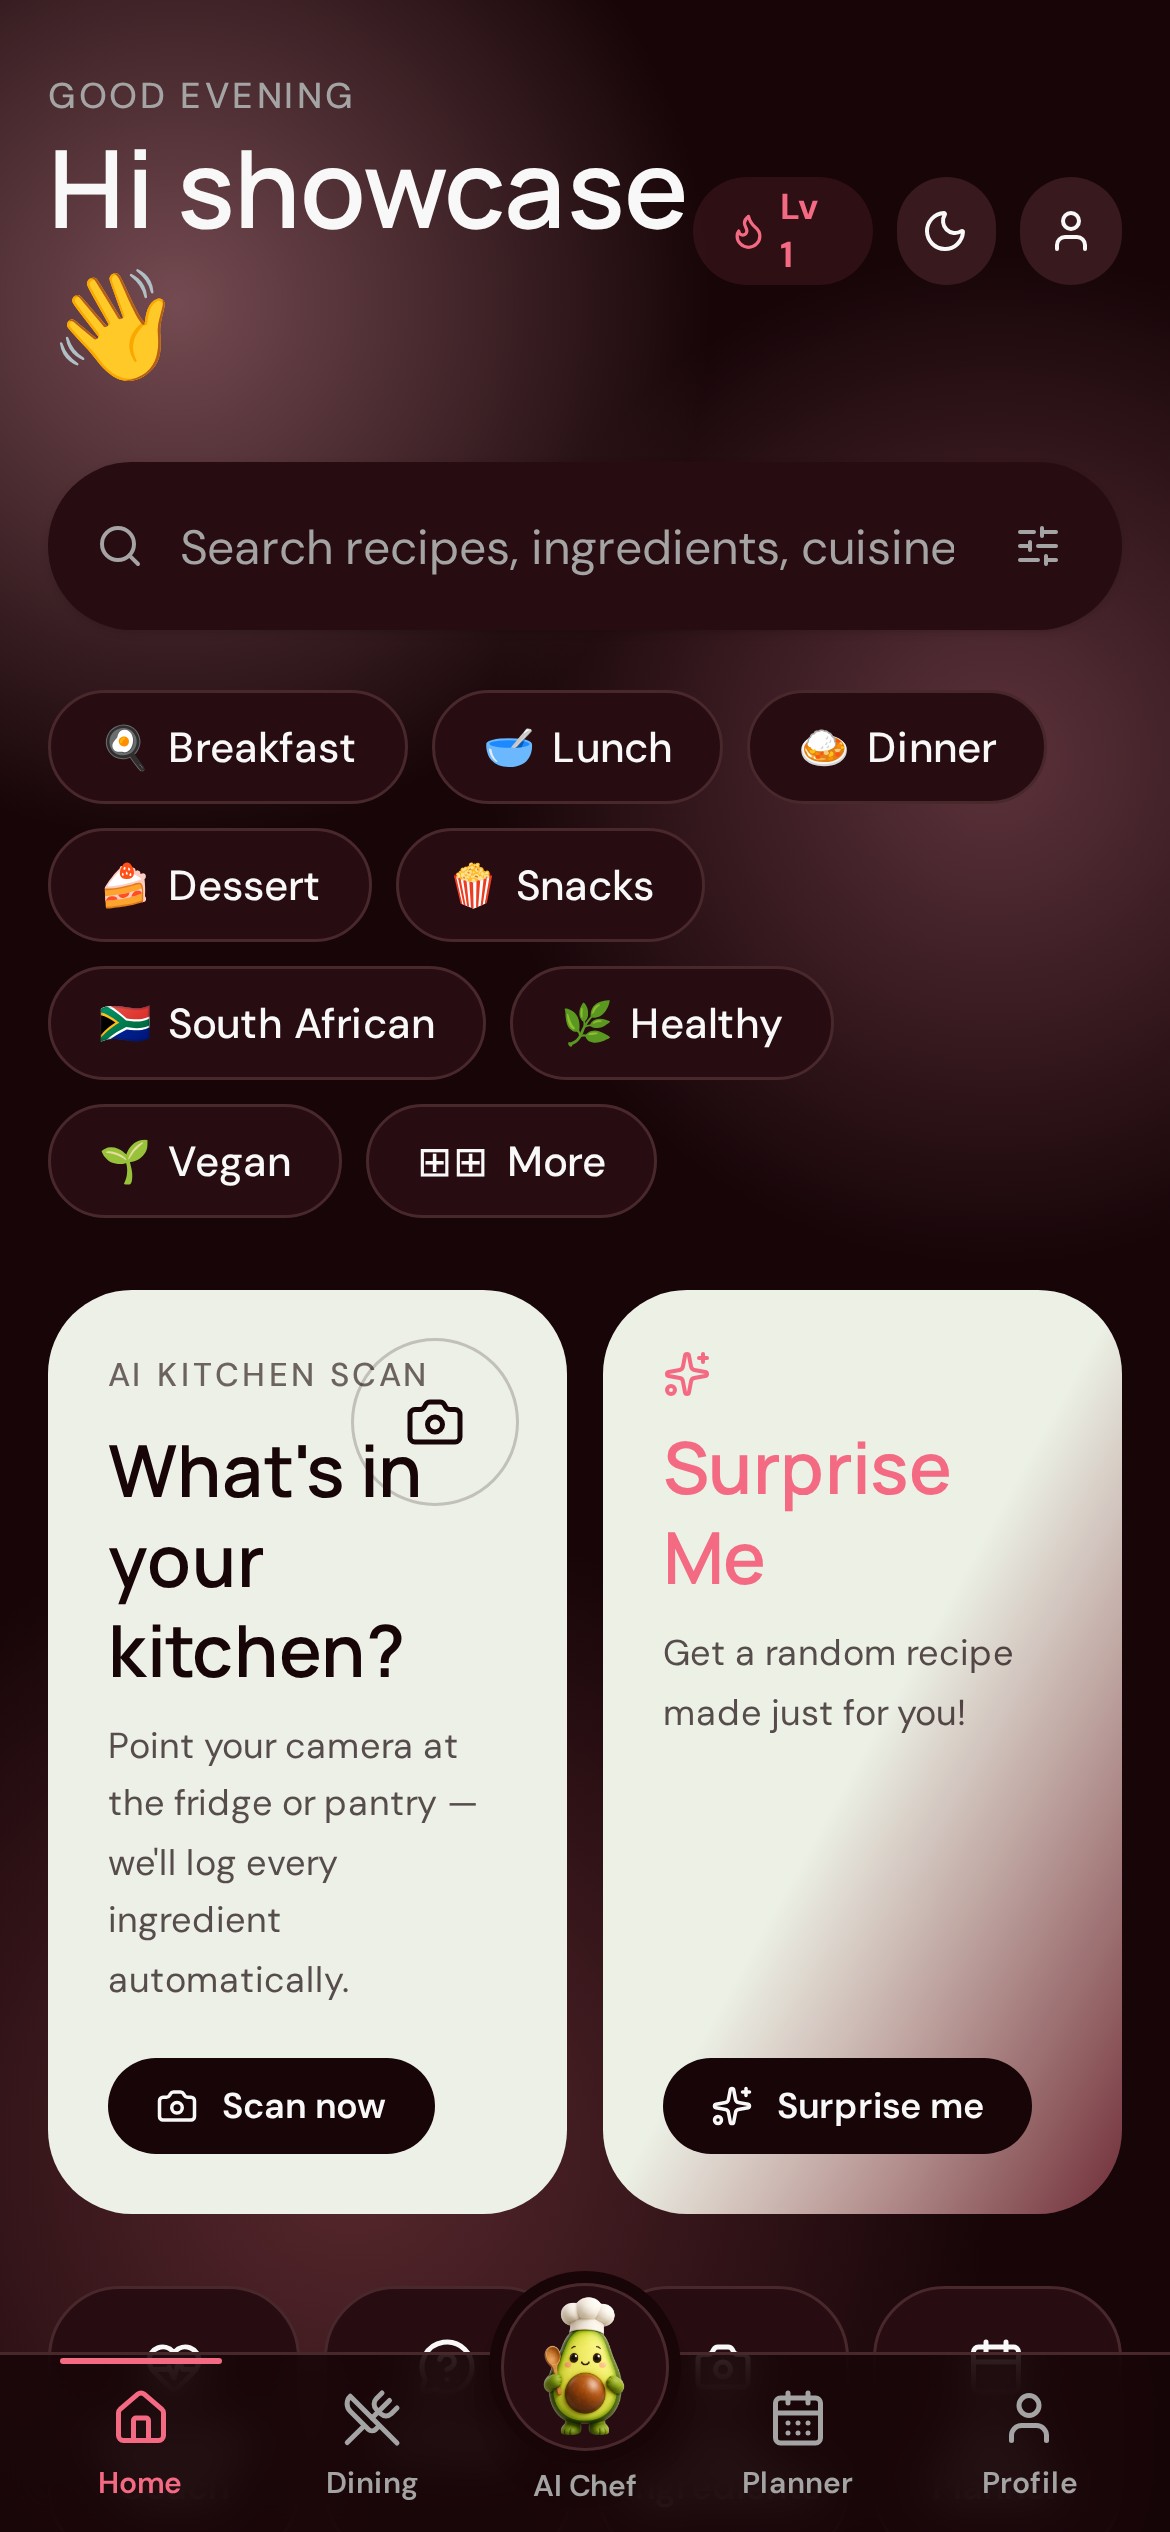 GOOD EVENING
Hi showcase
👋
Lv
1
Search recipes, ingredients, cuisine
🍳 Breakfast
🥣 Lunch
🍛 Dinner
🍰 Dessert
🍿 Snacks
🇿🇦 South African
🌿 Healthy
🌱 Vegan
⊞⊞ More
AI KITCHEN SCAN
What's in
your
kitchen?
Point your camera at
the fridge or pantry —
we'll log every
ingredient
automatically.
Scan now
Surprise
Me
Get a random recipe
made just for you!
Surprise me
Home
Dining
AI Chef
Planner
Profile